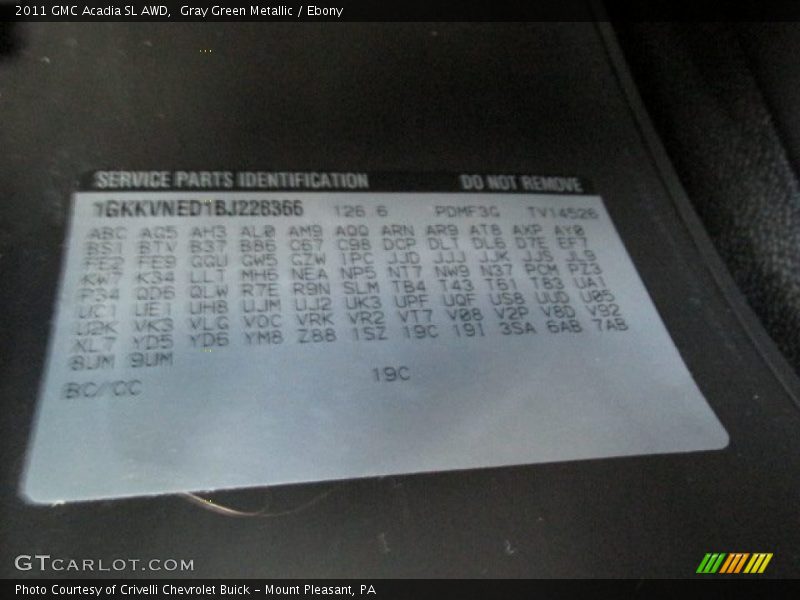 2011 GMC Acadia SL AWD,  Gray Green Metallic / Ebony
SERVICE PARTS IDENTIFICATION DO NOT REMOVE
1GKKVNED1BJ226366 126 6 PDMF3G TV14526
ABC AG5 AH3 AL0 AM9 AQQ ARN AR9 AT8 AXP AY0
BS1 BTV B37 B86 C67 C98 DCP DLT DL6 D7E EF7
FE9 GGU GW5 GZW 1PC JJD JJJ JJK JJS JL9
KW7 K34 LLT MH6 NEA NP5 NT7 NW9 N37 PCM PZ3
QD6 QLW R7E R9N SLM TB4 T43 T61 T83 UA1
UC1 UE1 UH8 UJM UJ2 UK3 UPF UQF US8 UUD U05
U2K VK3 VLG VOC VRK VR2 VT7 V08 V2P V8D V92
XL7 YD5 YD6 YM8 Z88 1SZ 19C 19I 3SA 6AB 7AB
8UM 9UM
BC/CC 19C
GTCARLOT.COM
Photo Courtesy of Crivelli Chevrolet Buick - Mount Pleasant, PA